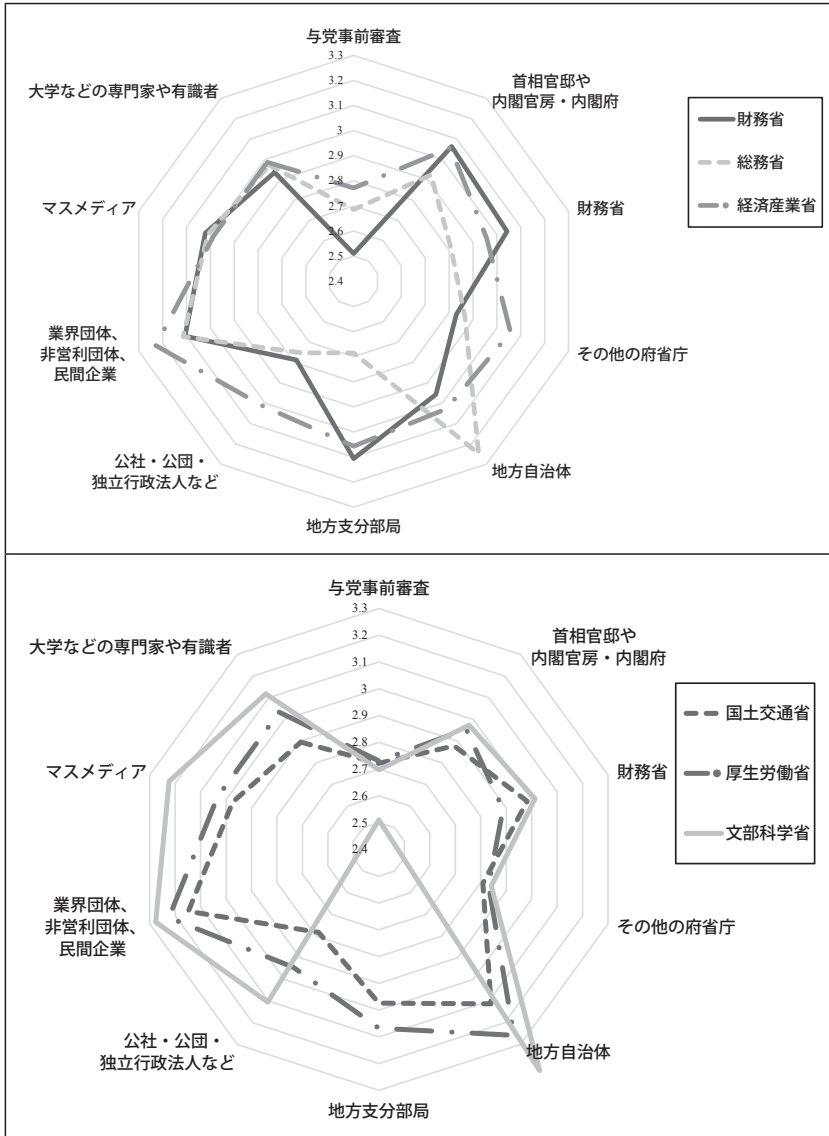 与党事前審査
3.3
3.2
3.1
3
2.9
2.8
2.7
2.6
2.5
2.4
首相官邸や
内閣官房・内閣府
財務省
その他の府省庁
地方自治体
地方支分部局
公社・公団・
独立行政法人など
業界団体、
非営利団体、
民間企業
マスメディア
大学などの専門家や有識者
財務省
総務省
経済産業省
与党事前審査
3.3
3.2
3.1
3
2.9
2.8
2.7
2.6
2.5
2.4
首相官邸や
内閣官房・内閣府
財務省
その他の府省庁
地方自治体
地方支分部局
公社・公団・
独立行政法人など
業界団体、
非営利団体、
民間企業
マスメディア
大学などの専門家や有識者
国土交通省
厚生労働省
文部科学省